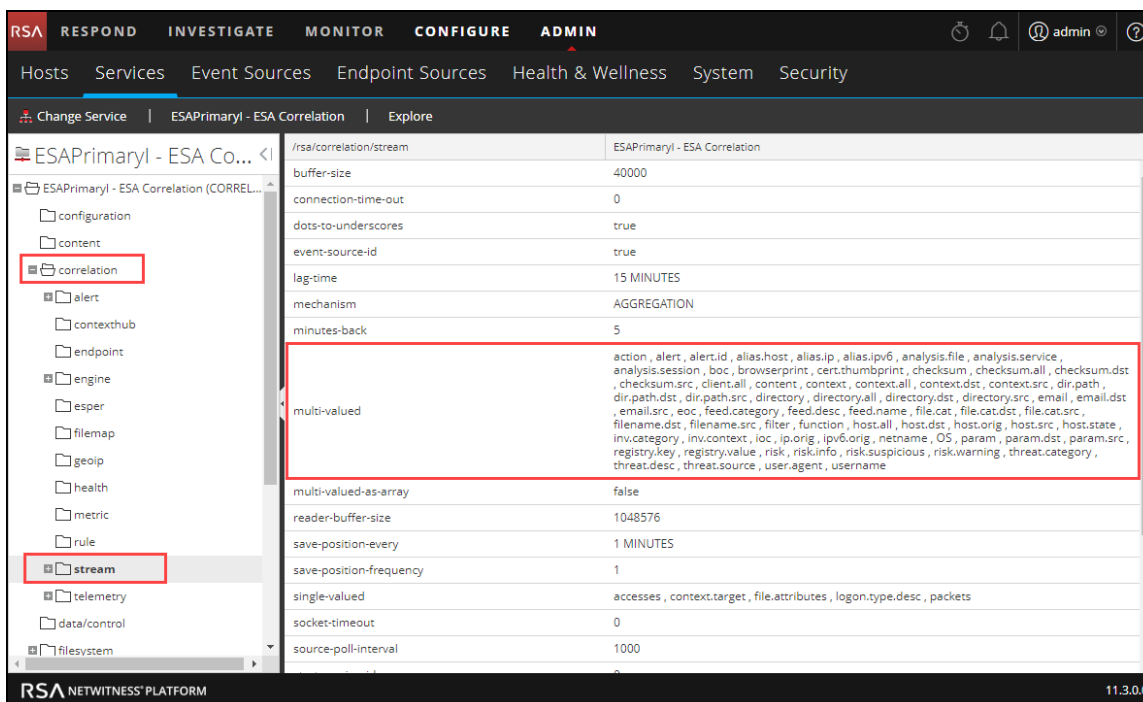 RSA RESPOND INVESTIGATE MONITOR CONFIGURE ADMIN admin
Hosts Services Event Sources Endpoint Sources Health & Wellness System Security
Change Service | ESAPrimaryI - ESA Correlation | Explore
ESAPrimaryI - ESA Co...
ESAPrimaryI - ESA Correlation (CORREL...
configuration
content
correlation
alert
contexthub
endpoint
engine
esper
filemap
geoip
health
metric
rule
stream
telemetry
data/control
filesystem
/rsa/correlation/stream ESAPrimaryI - ESA Correlation
buffer-size 40000
connection-time-out 0
dots-to-underscores true
event-source-id true
lag-time 15 MINUTES
mechanism AGGREGATION
minutes-back 5
multi-valued
action , alert , alert.id , alias.host , alias.ip , alias.ipv6 , analysis.file , analysis.service ,
analysis.session , boc , browserprint , cert.thumbprint , checksum , checksum.all , checksum.dst
, checksum.src , client.all , content , context , context.all , context.dst , context.src , dir.path ,
dir.path.dst , dir.path.src , directory , directory.all , directory.dst , directory.src , email , email.dst
, email.src , eoc , feed.category , feed.desc , feed.name , file.cat , file.cat.dst , file.cat.src ,
filename.dst , filename.src , filter , function , host.all , host.dst , host.orig , host.src , host.state ,
inv.category , inv.context , ioc , ip.orig , ipv6.orig , netname , OS , param , param.dst , param.src ,
registry.key , registry.value , risk , risk.info , risk.suspicious , risk.warning , threat.category ,
threat.desc , threat.source , user.agent , username
multi-valued-as-array false
reader-buffer-size 1048576
save-position-every 1 MINUTES
save-position-frequency 1
single-valued accesses , context.target , file.attributes , logon.type.desc , packets
socket-timeout 0
source-poll-interval 1000
RSA NETWITNESS® PLATFORM